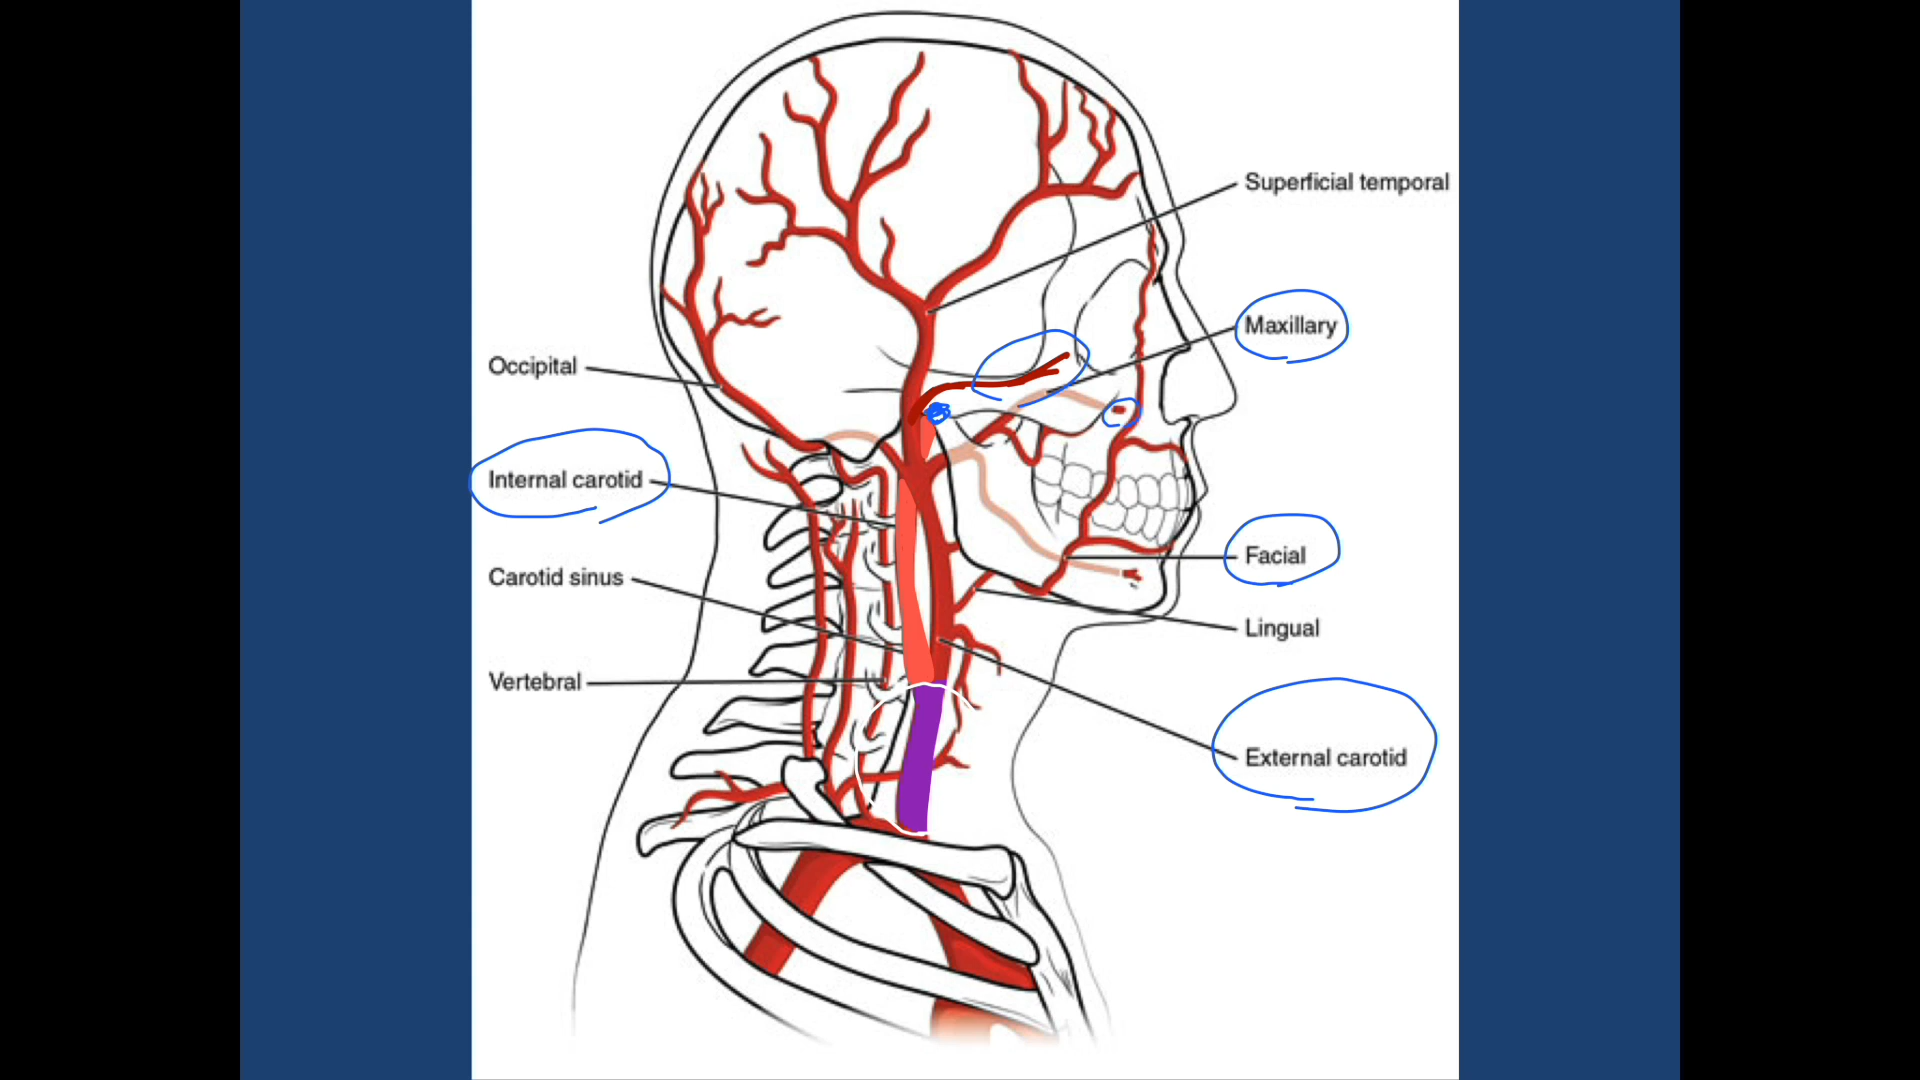 Superficial temporal
Maxillary
Occipital
Internal carotid
Facial
Carotid sinus
Lingual
Vertebral
External carotid